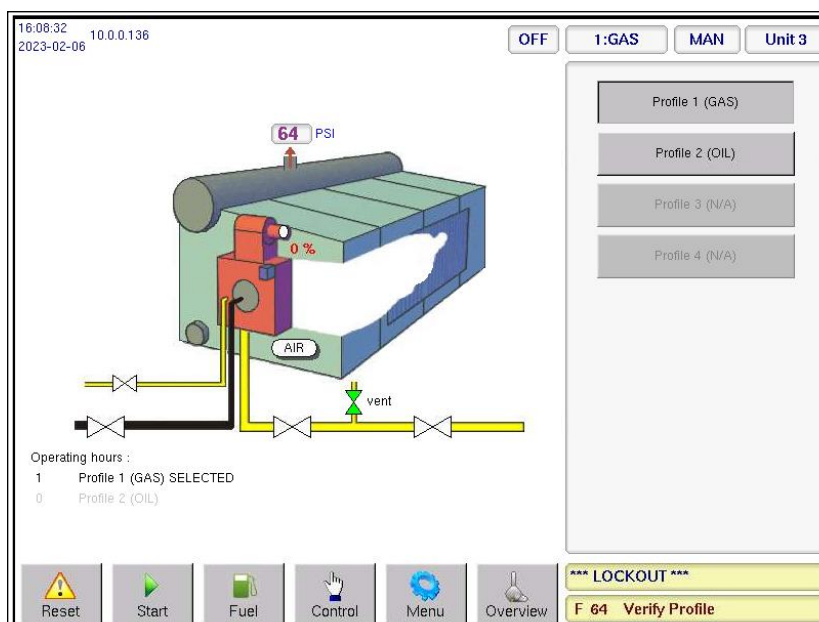 16:08:32 10.0.0.136
2023-02-06
OFF 1:GAS MAN Unit 3
Profile 1 (GAS)
Profile 2 (OIL)
Profile 3 (N/A)
Profile 4 (N/A)
64 PSI
0 %
AIR
vent
Operating hours :
1 Profile 1 (GAS) SELECTED
0 Profile 2 (OIL)
Reset Start Fuel Control Menu Overview
*** LOCKOUT ***
F 64 Verify Profile